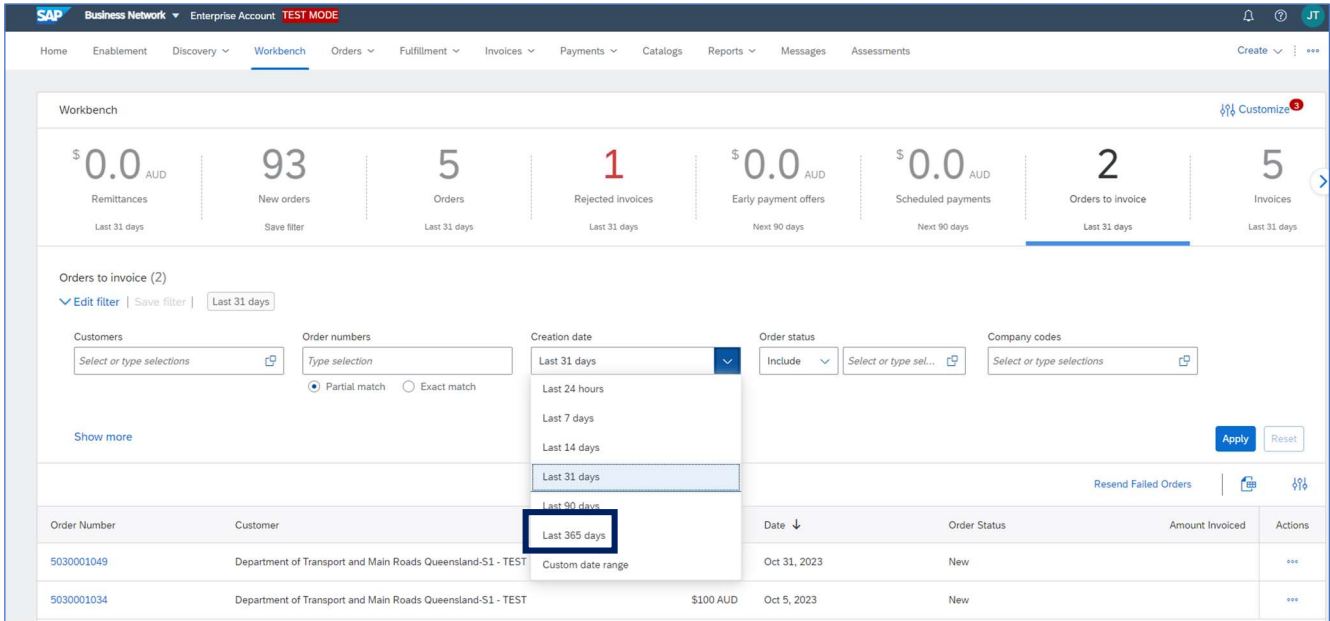 SAP Business Network Enterprise Account TEST MODE JT
Home Enablement Discovery Workbench Orders Fulfillment Invoices Payments Catalogs Reports Messages Assessments Create
Workbench Customize 3
$ 0.0 AUD 93 5 1 $ 0.0 AUD $ 0.0 AUD 2 5
Remittances New orders Orders Rejected invoices Early payment offers Scheduled payments Orders to invoice Invoices
Last 31 days Save filter Last 31 days Last 31 days Next 90 days Next 90 days Last 31 days Last 31 days
Orders to invoice (2)
Edit filter | Save filter | Last 31 days
Customers Order numbers Creation date Order status Company codes
Select or type selections Type selection Last 31 days Include Select or type sel... Select or type selections
Partial match Exact match
Last 24 hours
Last 7 days
Show more Last 14 days Apply Reset
Last 31 days
Resend Failed Orders
Last 90 days
Order Number Customer Date ↓ Order Status Amount Invoiced Actions
Last 365 days
5030001049 Department of Transport and Main Roads Queensland-S1 - TEST Oct 31, 2023 New
Custom date range
5030001034 Department of Transport and Main Roads Queensland-S1 - TEST $100 AUD Oct 5, 2023 New